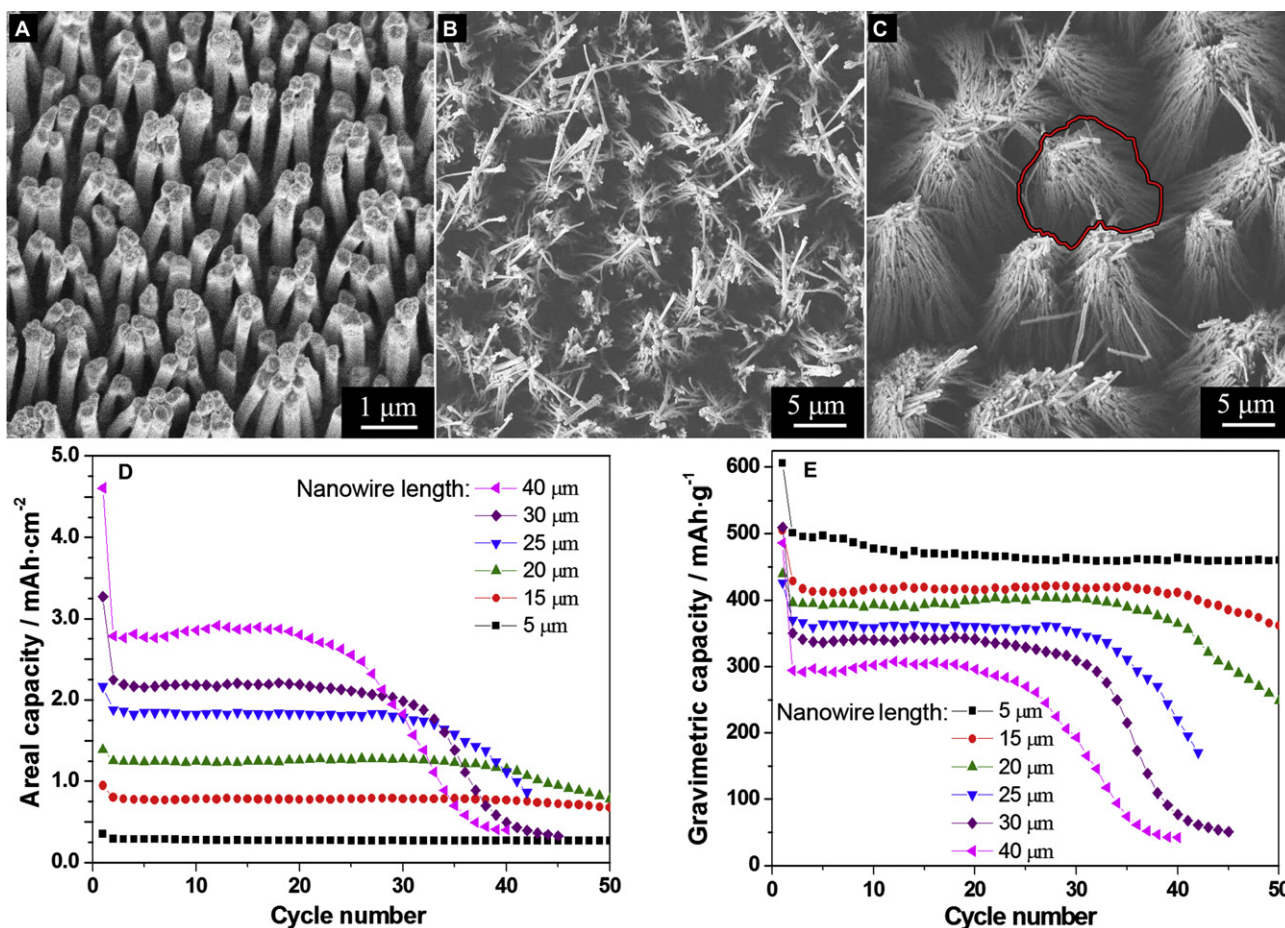 A
B
C
1 μm
5 μm
5 μm
5.0
4.0
3.0
2.0
1.0
0.0
Areal capacity / mAh·cm⁻²
D
Nanowire length:
40 μm
30 μm
25 μm
20 μm
15 μm
5 μm
0
10
20
30
40
50
Cycle number
600
500
400
300
200
100
0
Gravimetric capacity / mAh·g⁻¹
E
Nanowire length:
5 μm
15 μm
20 μm
25 μm
30 μm
40 μm
0
10
20
30
40
50
Cycle number